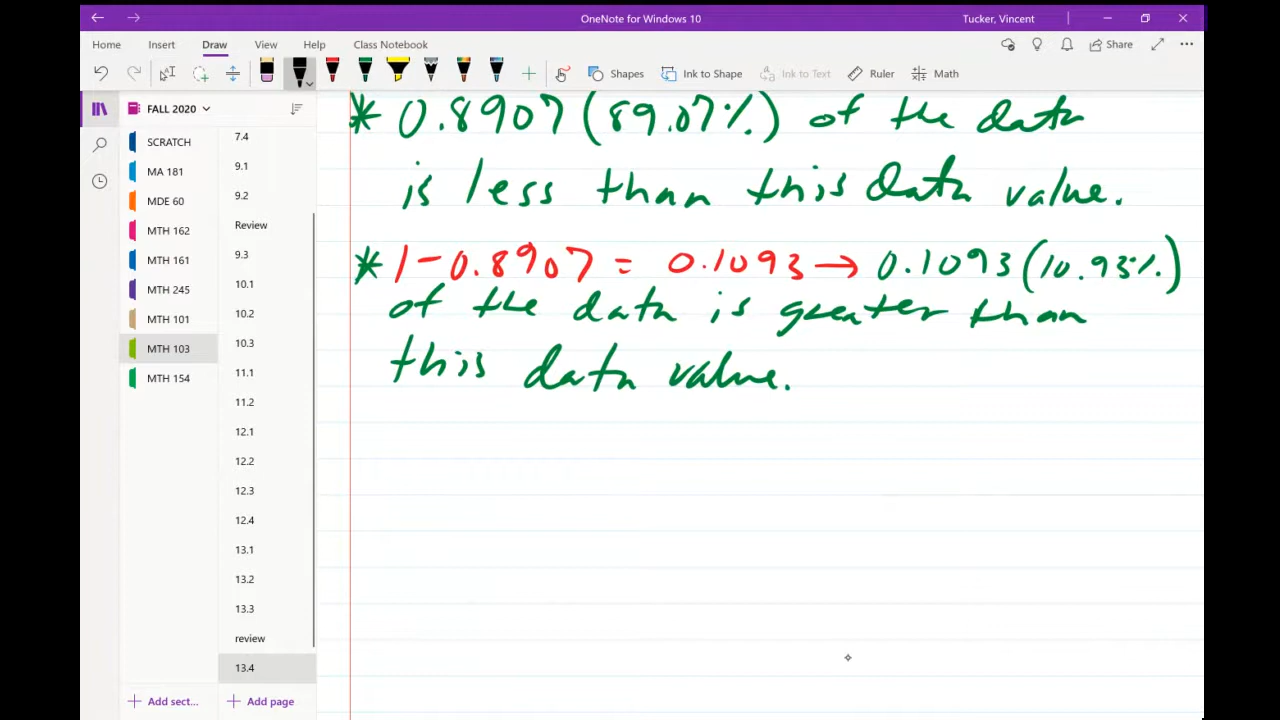 OneNote for Windows 10
Tucker, Vincent
Home Insert Draw View Help Class Notebook
Share
Shapes Ink to Shape Ink to Text Ruler Math
FALL 2020
SCRATCH
MA 181
MDE 60
MTH 162
MTH 161
MTH 245
MTH 101
MTH 103
MTH 154
Add sect...
7.4
9.1
9.2
Review
9.3
10.1
10.2
10.3
11.1
11.2
12.1
12.2
12.3
12.4
13.1
13.2
13.3
review
13.4
Add page
* 0.8907 (89.07%) of the data
is less than this data value.
* 1-0.8907 = 0.1093 → 0.1093 (10.93%)
of the data is greater than
this data value.